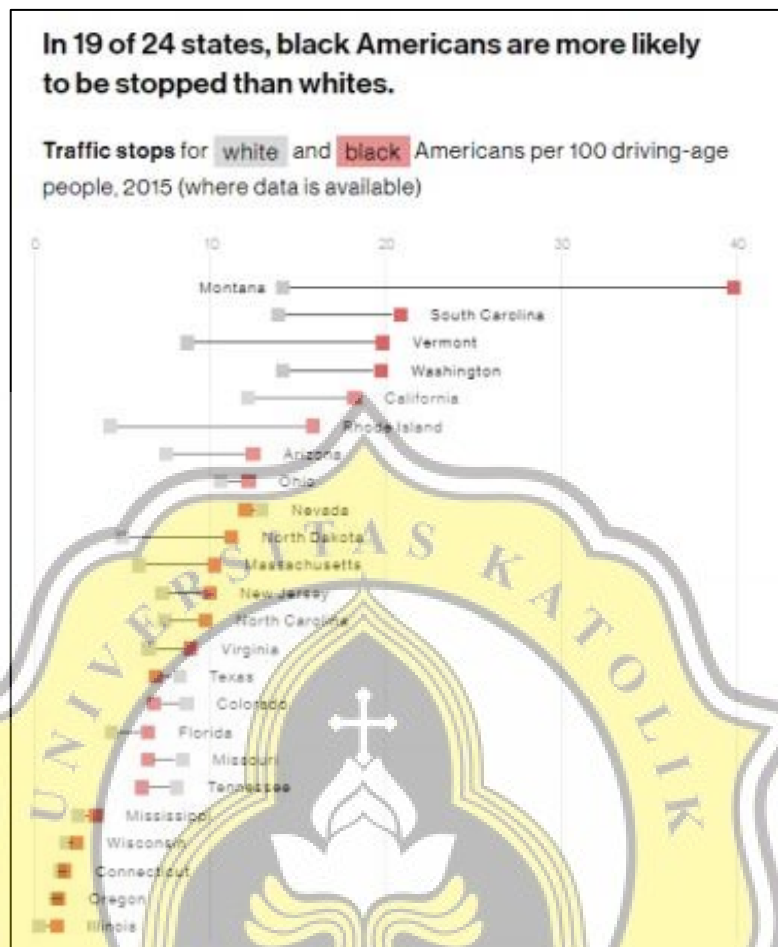 In 19 of 24 states, black Americans are more likely
to be stopped than whites.
Traffic stops for white and black Americans per 100 driving-age
people, 2015 (where data is available)
0 10 20 30 40
Montana
South Carolina
Vermont
Washington
California
Rhode Island
Arizona
Ohio
Nevada
North Dakota
Massachusetts
New Jersey
North Carolina
Virginia
Texas
Colorado
Florida
Missouri
Tennessee
Mississippi
Wisconsin
Connecticut
Oregon
Illinois
UNIVERSITAS KATOLIK